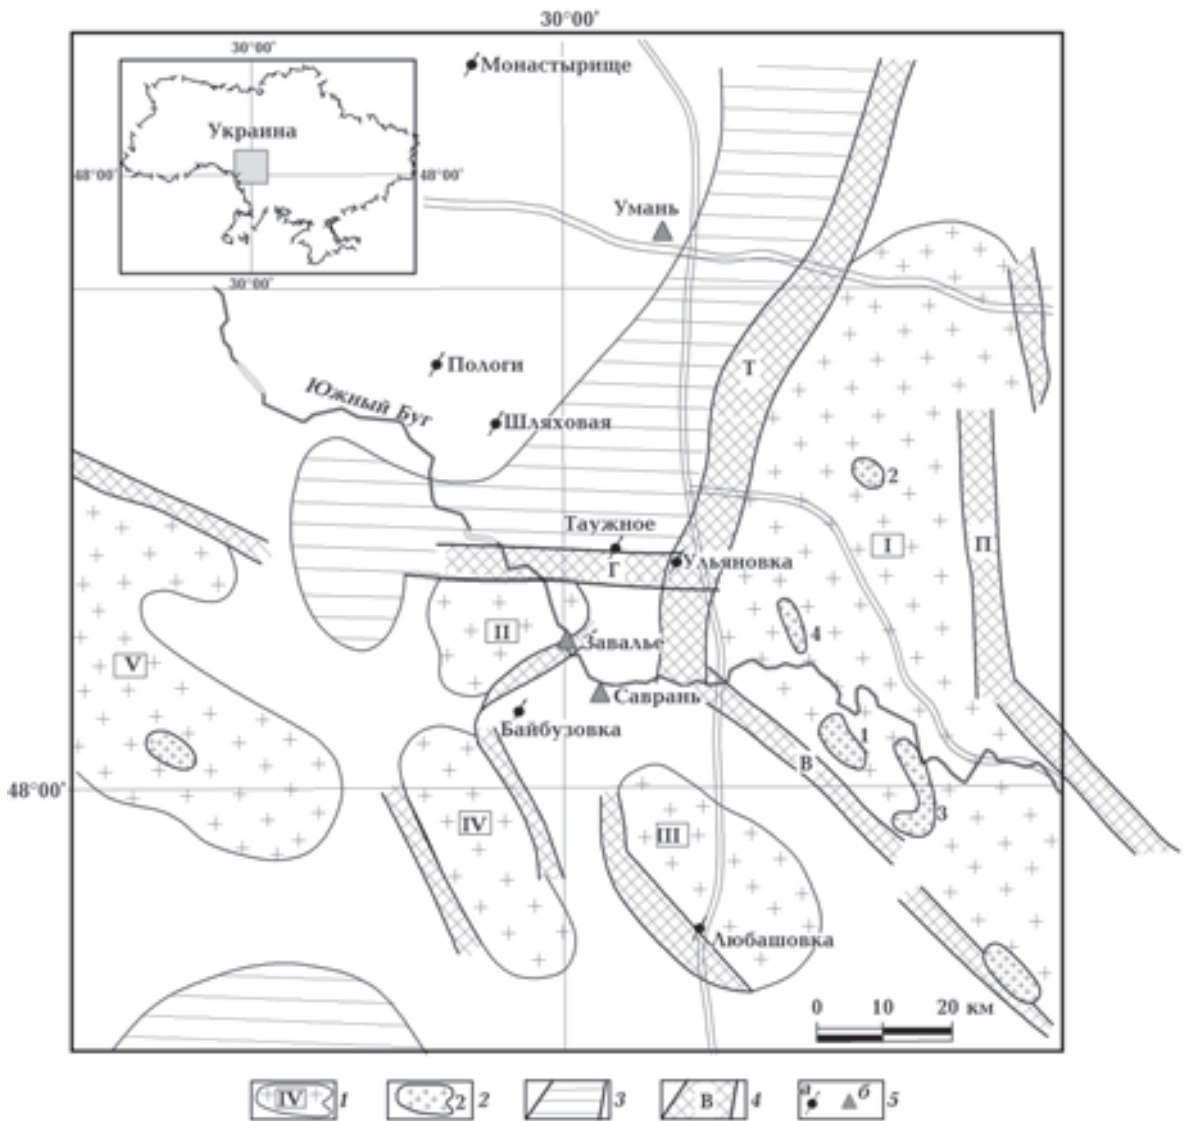 30°00'
30°00'
Монастырище
Украина
48°00'
48°00'
Умань
30°00'
Т
Пологи
Южный Буг
Шляховая
2
Таужное
I
П
Г
Ульяновка
4
II
Завалье
V
Саврань
Байбузовка
1
В
48°00'
IV
III
3
Любашовка
0 10 20 км
IV 1
2 2
3
В 4
а б 5